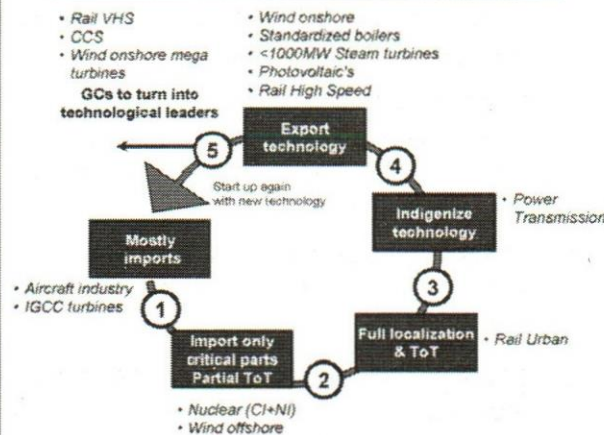 • Rail VHS
• CCS
• Wind onshore mega
turbines
GCs to turn into
technological leaders
• Wind onshore
• Standardized boilers
• <1000MW Steam turbines
• Photovoltaic's
• Rail High Speed
Export
technology
5
4
Start up again
with new technology
Indigenize
technology
• Power
Transmission
Mostly
imports
• Aircraft industry
• IGCC turbines
1
3
Import only
critical parts
Partial ToT
2
Full localization
& ToT
• Rail Urban
• Nuclear (CI+NI)
• Wind offshore